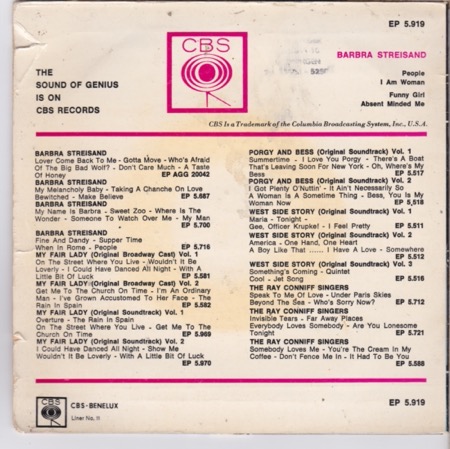 EP 5.919
CBS
BARBRA STREISAND
People
I Am Woman
Funny Girl
Absent Minded Me
THE
SOUND OF GENIUS
IS ON
CBS RECORDS
CBS Is a Trademark of the Columbia Broadcasting System, Inc., U.S.A.
BARBRA STREISAND
Lover Come Back To Me - Gotta Move - Who's Afraid
Of The Big Bad Wolf? - Don't Care Much - A Taste
Of Honey EP AGG 20042
BARBRA STREISAND
My Melancholy Baby - Taking A Chanche On Love
Bewitched - Make Believe EP 5.687
BARBRA STREISAND
My Name Is Barbra - Sweet Zoo - Where Is The
Wonder - Someone To Watch Over Me - My Man
EP 5.700
BARBRA STREISAND
Fine And Dandy - Supper Time
When in Rome - People EP 5.716
MY FAIR LADY (Original Broadway Cast) Vol. 1
On The Street Where You Live - Wouldn't It Be
Loverly - I Could Have Danced All Night - With A
Little Bit Of Luck EP 5.581
MY FAIR LADY (Original Broadway Cast) Vol. 2
Get Me To The Church On Time - I'm An Ordinary
Man - I've Grown Accustomed To Her Face - The
Rain In Spain EP 5.582
MY FAIR LADY (Original Soundtrack) Vol. 1
Overture - The Rain In Spain
On The Street Where You Live - Get Me To The
Church On Time EP 5.969
MY FAIR LADY (Original Soundtrack) Vol. 2
I Could Have Danced All Night - Show Me
Wouldn't It Be Loverly - With A Little Bit Of Luck
EP 5.970
PORGY AND BESS (Original Soundtrack) Vol. 1
Summertime - I Love You Porgy - There's A Boat
That's Leaving Soon For New York - Oh, Where's My
Bess EP 5.517
PORGY AND BESS (Original Soundtrack) Vol. 2
I Got Plenty O'Nuttin' - It Ain't Necessarily So
A Woman Is A Sometime Thing - Bess, You Is My
Woman Now EP 5.518
WEST SIDE STORY (Original Soundtrack) Vol. 1
Maria - Tonight -
Gee, Officer Krupkel - I Feel Pretty EP 5.511
WEST SIDE STORY (Original Soundtrack) Vol. 2
America - One Hand, One Heart
A Boy Like That ...... I Have A Love - Somewhere
EP 5.512
WEST SIDE STORY (Original Soundtrack) Vol. 3
Something's Coming - Quintet
Cool - Jet Song EP 5.516
THE RAY CONNIFF SINGERS
Speak To Me Of Love - Under Paris Skies
Beyond The Sea - Who's Sorry Now? EP 5.712
THE RAY CONNIFF SINGERS
Invisible Tears - Far Away Places
Everybody Loves Somebody - Are You Lonesome
Tonight EP 5.721
THE RAY CONNIFF SINGERS
Somebody Loves Me - You're The Cream In My
Coffee - Don't Fence Me In - It Had To Be You
EP 5.588
CBS
CBS-BENELUX
Liner No. II
EP 5.919